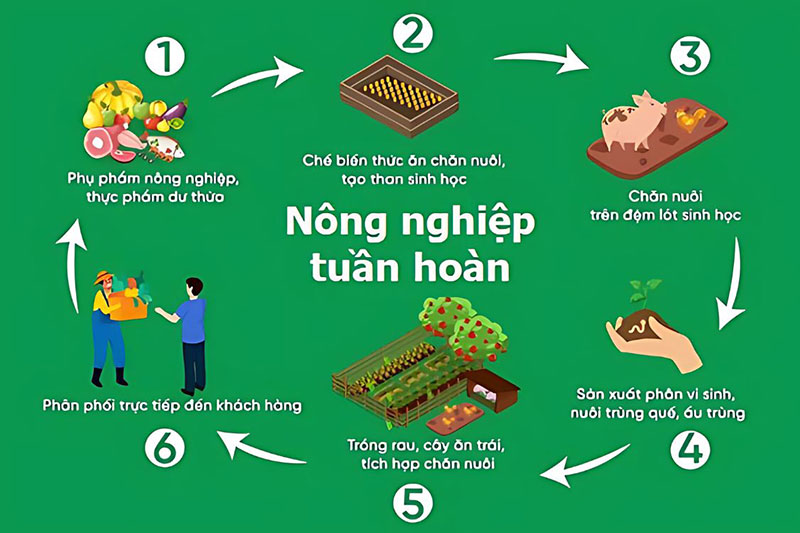 1
Phụ phẩm nông nghiệp,
thực phẩm dư thừa
2
Chế biến thức ăn chăn nuôi,
tạo than sinh học
3
Chăn nuôi
trên đệm lót sinh học
Nông nghiệp
tuần hoàn
Sản xuất phân vi sinh,
nuôi trùng quế, ấu trùng
4
Trồng rau, cây ăn trái,
tích hợp chăn nuôi
5
Phân phối trực tiếp đến khách hàng
6